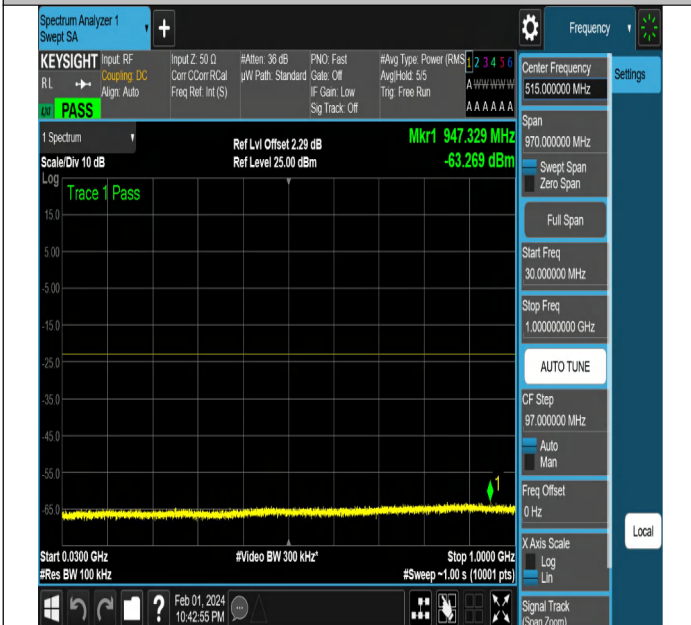 Spectrum Analyzer 1
Swept SA
Frequency
KEYSIGHT
RL
LXI
PASS
Input: RF
Coupling: DC
Align: Auto
Input Z: 50 Ω
Corr CCorr RCal
Freq Ref: Int (S)
#Atten: 36 dB
µW Path: Standard
PNO: Fast
Gate: Off
IF Gain: Low
Sig Track: Off
#Avg Type: Power (RMS
Avg|Hold: 5/5
Trig: Free Run
1 2 3 4 5 6
A W W W W W
A A A A A A
1 Spectrum
Scale/Div 10 dB
Ref Lvl Offset 2.29 dB
Ref Level 25.00 dBm
Mkr1 947.329 MHz
-63.269 dBm
Log
Trace 1 Pass
15.0
5.00
-5.00
-15.0
-25.0
-35.0
-45.0
-55.0
-65.0
1
Start 0.0300 GHz
#Res BW 100 kHz
#Video BW 300 kHz*
Stop 1.0000 GHz
#Sweep ~1.00 s (10001 pts)
Feb 01, 2024
10:42:55 PM
?
Center Frequency
515.000000 MHz
Settings
Span
970.000000 MHz
Swept Span
Zero Span
Full Span
Start Freq
30.000000 MHz
Stop Freq
1.000000000 GHz
AUTO TUNE
CF Step
97.000000 MHz
Auto
Man
Freq Offset
0 Hz
Local
X Axis Scale
Log
Lin
Signal Track
(Span Zoom)